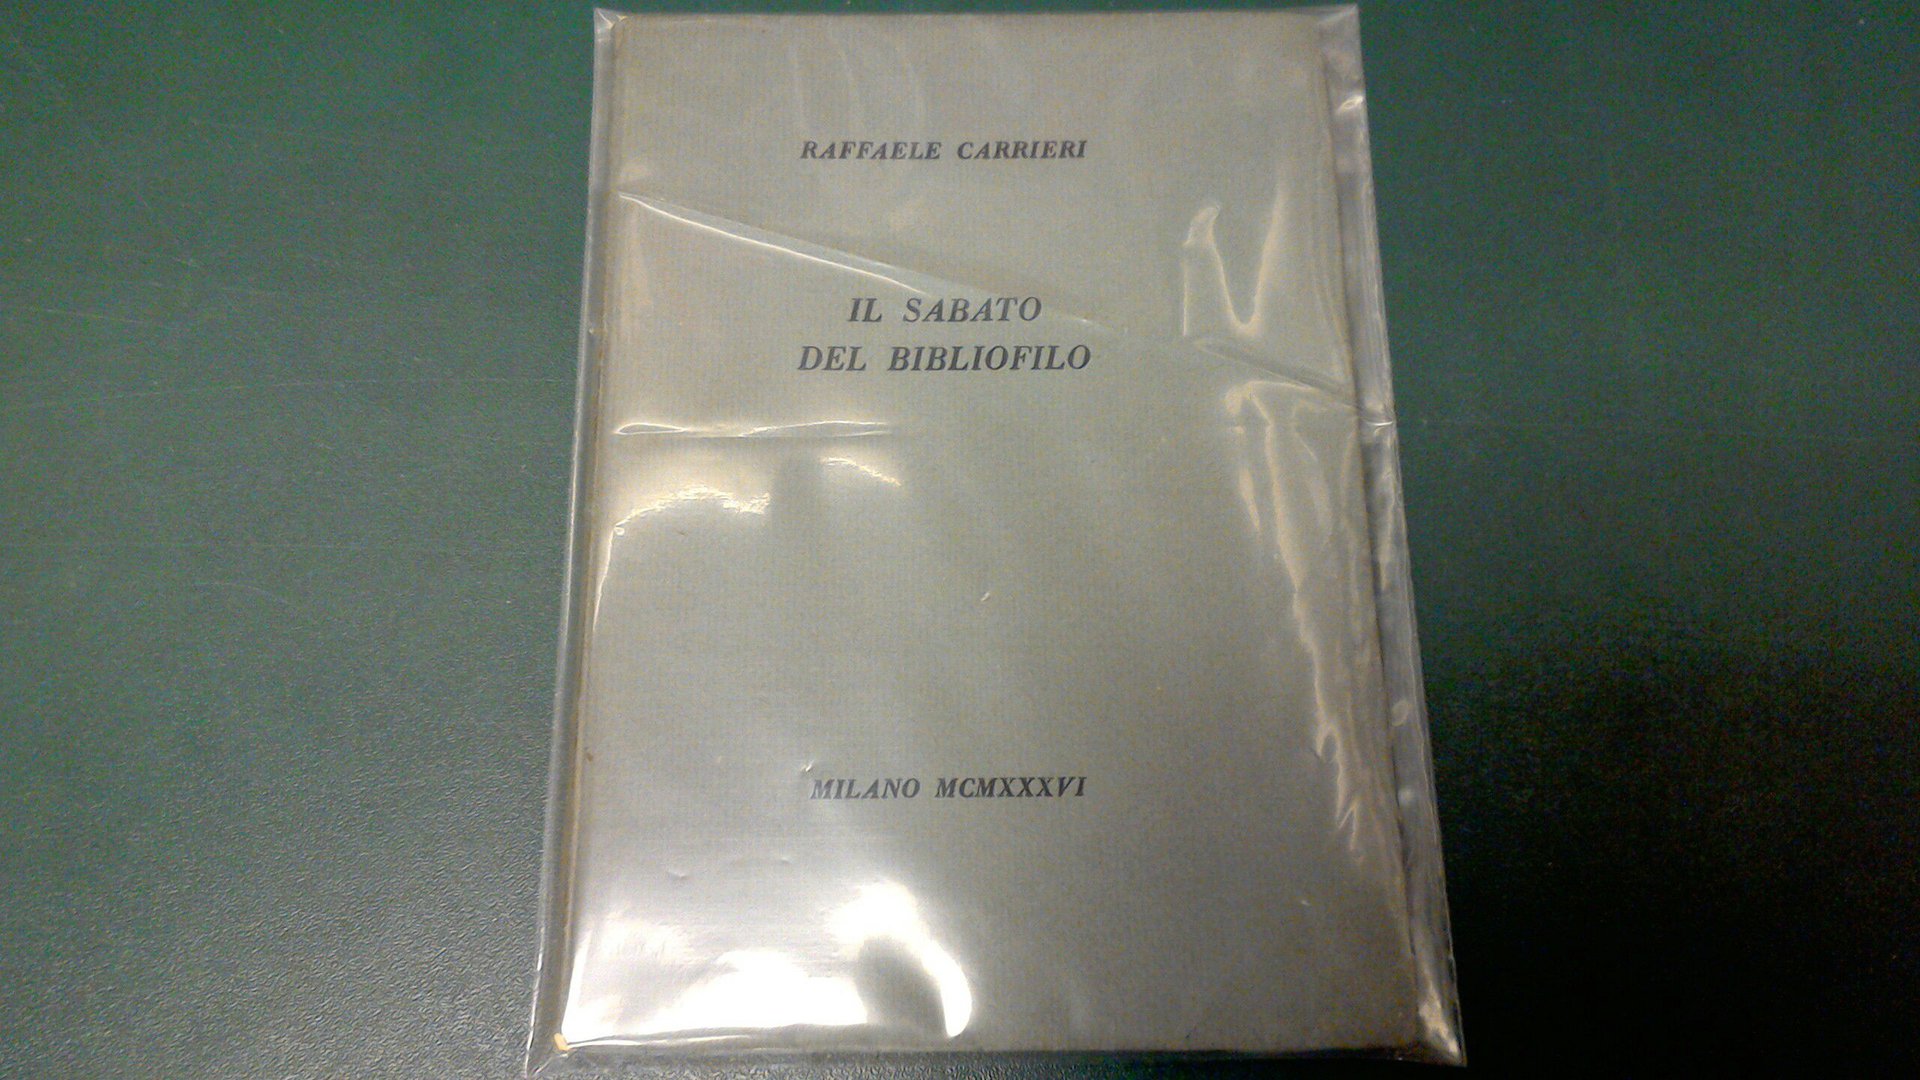 RAFFAELE CARRIERI
IL SABATO
DEL BIBLIOFILO
MILANO MCMXXXVI